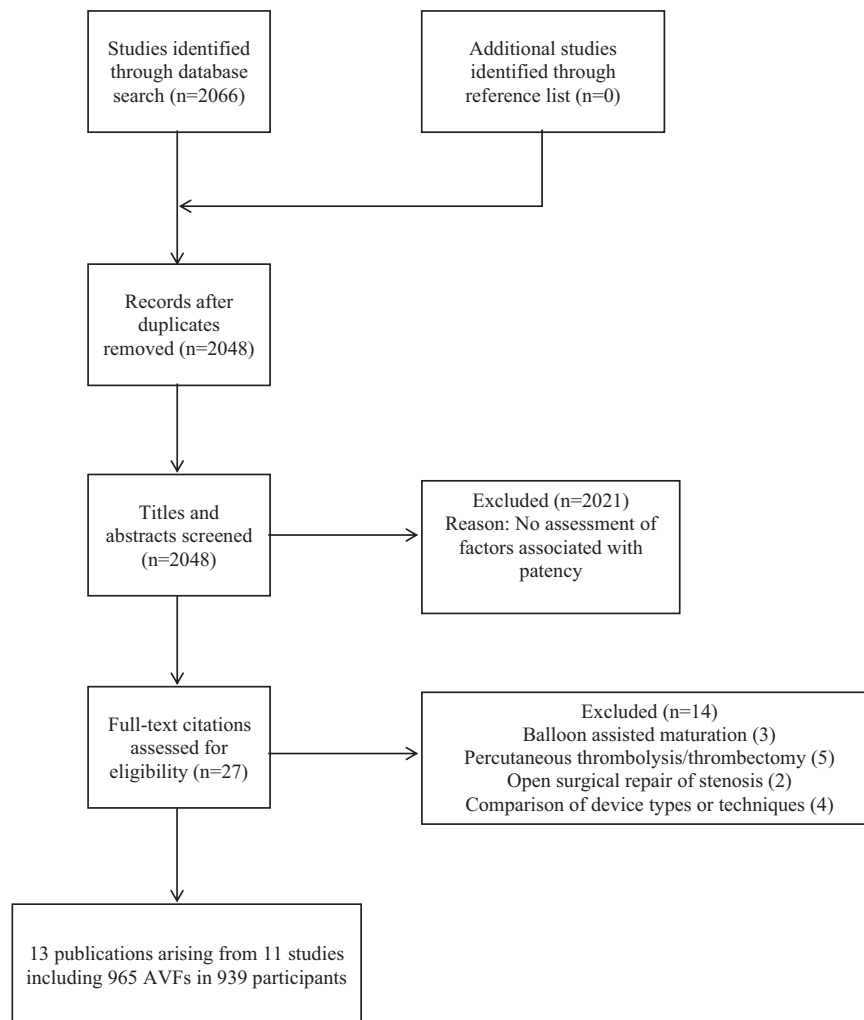 Studies identified
through database
search (n=2066)
Additional studies
identified through
reference list (n=0)
Records after
duplicates
removed (n=2048)
Titles and
abstracts screened
(n=2048)
Excluded (n=2021)
Reason: No assessment of
factors associated with
patency
Full-text citations
assessed for
eligibility (n=27)
Excluded (n=14)
Balloon assisted maturation (3)
Percutaneous thrombolysis/thrombectomy (5)
Open surgical repair of stenosis (2)
Comparison of device types or techniques (4)
13 publications arising from 11 studies
including 965 AVFs in 939 participants